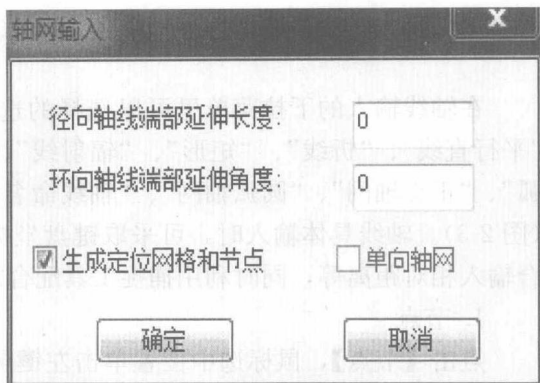 轴网输入
X
径向轴线端部延伸长度: 0
环向轴线端部延伸角度: 0
生成定位网格和节点 单向轴网
确定 取消